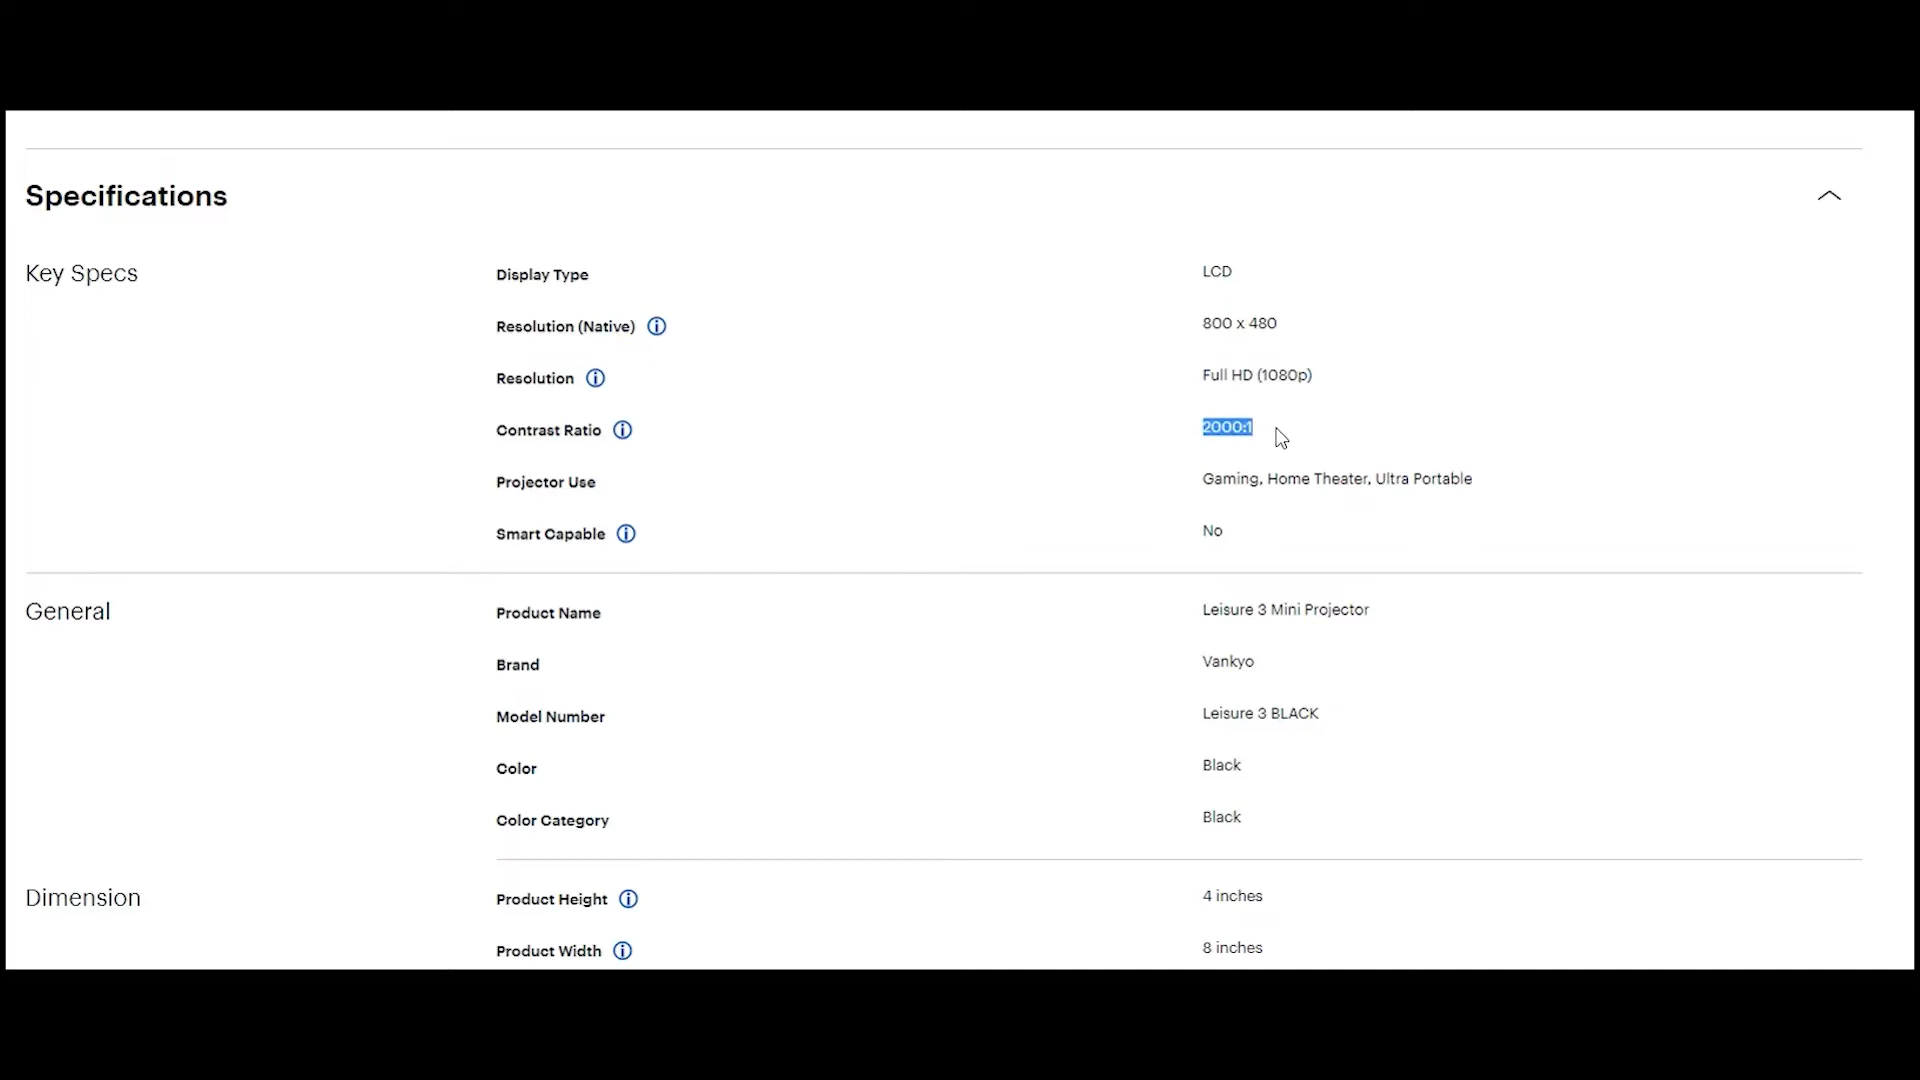 Specifications
Key Specs
Display Type LCD
Resolution (Native) 800 x 480
Resolution Full HD (1080p)
Contrast Ratio 2000:1
Projector Use Gaming, Home Theater, Ultra Portable
Smart Capable No
General
Product Name Leisure 3 Mini Projector
Brand Vankyo
Model Number Leisure 3 BLACK
Color Black
Color Category Black
Dimension
Product Height 4 inches
Product Width 8 inches